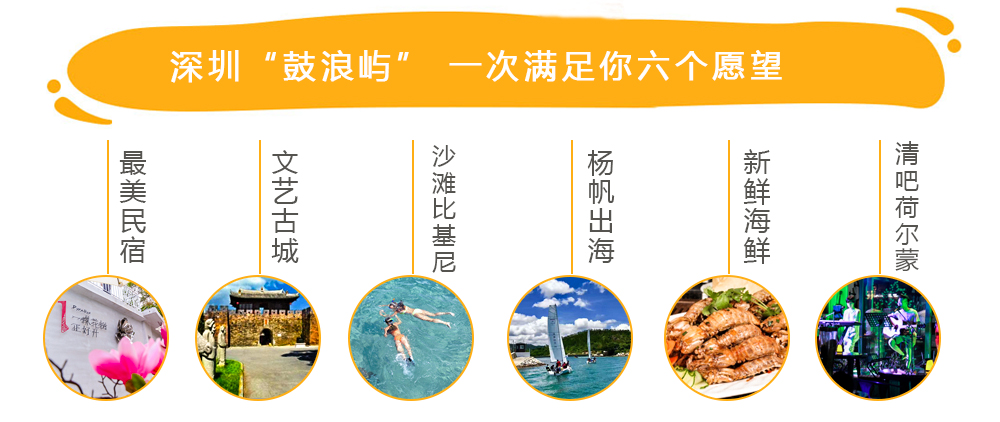 深圳“鼓浪屿” 一次满足你六个愿望
最美民宿
文艺古城
沙滩比基尼
杨帆出海
新鲜海鲜
清吧荷尔蒙